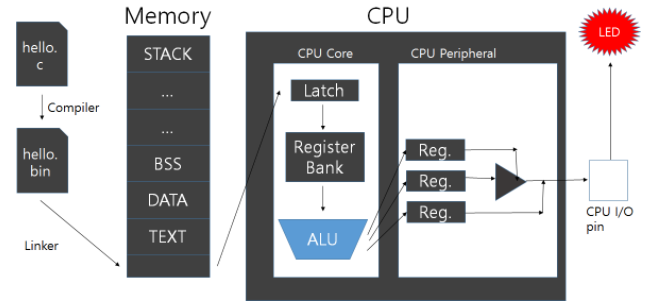 Memory
CPU
LED
hello.
c
Compiler
hello.
bin
Linker
STACK
...
...
BSS
DATA
TEXT
CPU Core
Latch
Register
Bank
ALU
CPU Peripheral
Reg.
Reg.
Reg.
CPU I/O
pin